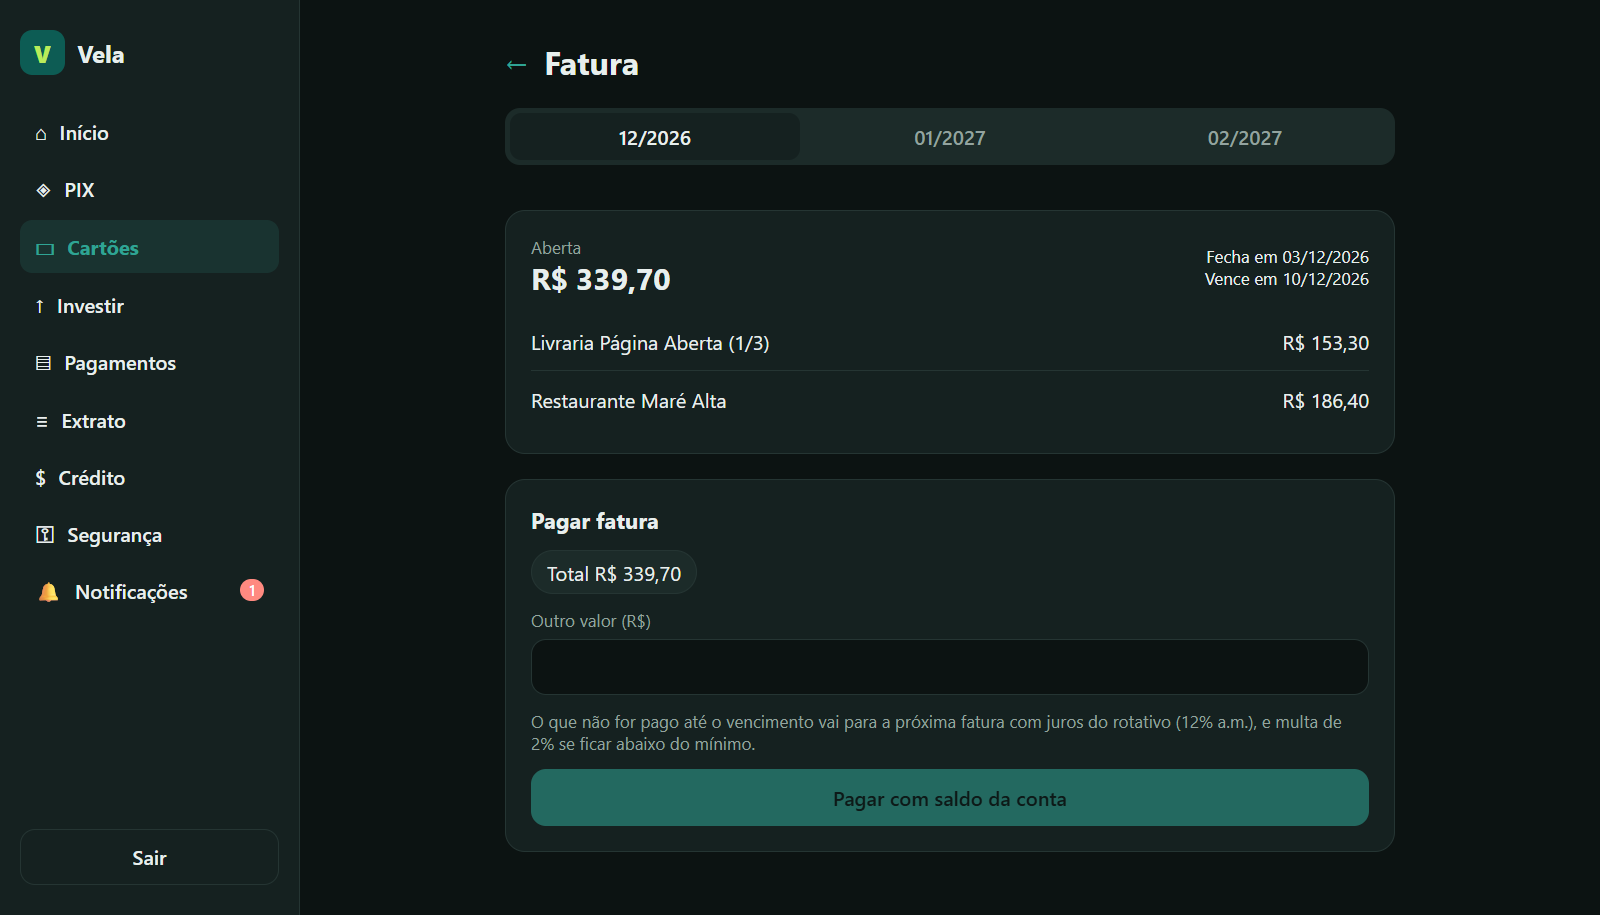 V Vela
Início
PIX
Cartões
Investir
Pagamentos
Extrato
$ Crédito
Segurança
Notificações 1
Sair
← Fatura
12/2026 01/2027 02/2027
Aberta
R$ 339,70
Fecha em 03/12/2026
Vence em 10/12/2026
Livraria Página Aberta (1/3) R$ 153,30
Restaurante Maré Alta R$ 186,40
Pagar fatura
Total R$ 339,70
Outro valor (R$)
O que não for pago até o vencimento vai para a próxima fatura com juros do rotativo (12% a.m.), e multa de
2% se ficar abaixo do mínimo.
Pagar com saldo da conta